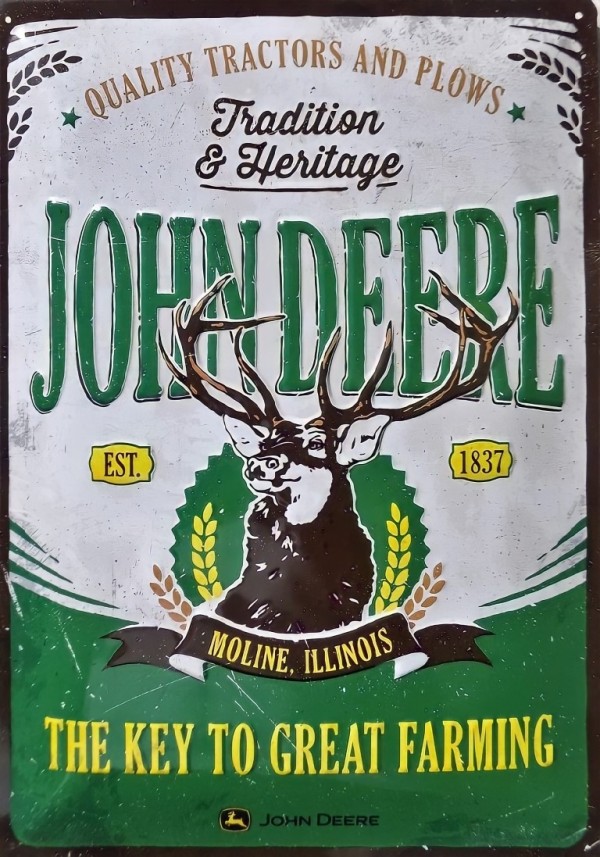 QUALITY TRACTORS AND PLOWS
Tradition
& Heritage
JOHN DEERE
EST.
1837
MOLINE, ILLINOIS
THE KEY TO GREAT FARMING
JOHN DEERE